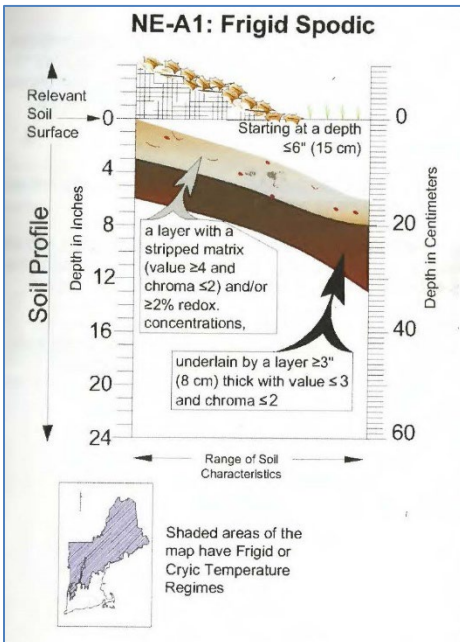 NE-A1: Frigid Spodic
Relevant
Soil
Surface
Soil Profile
Depth in Inches
0
4
8
12
16
20
24
Starting at a depth
≤6" (15 cm)
0
20
40
60
Depth in Centimeters
a layer with a
stripped matrix
(value ≥4 and
chroma ≤2) and/or
≥2% redox.
concentrations,
underlain by a layer ≥3"
(8 cm) thick with value ≤3
and chroma ≤2
Range of Soil
Characteristics
Shaded areas of the
map have Frigid or
Cryic Temperature
Regimes